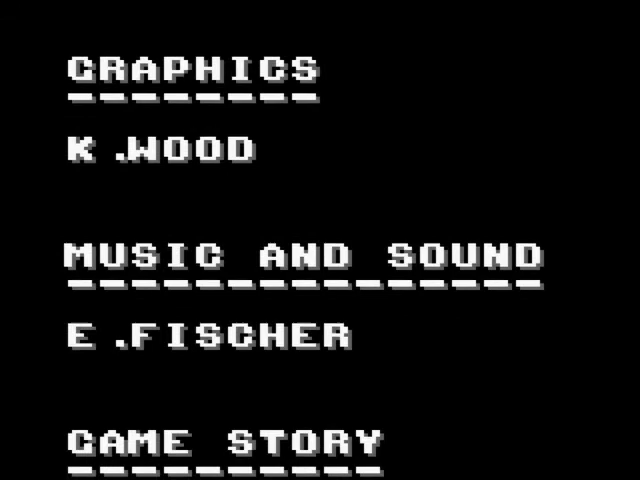 GRAPHICS
--------
K.WOOD
MUSIC AND SOUND
---------------
E.FISCHER
GAME STORY
----------